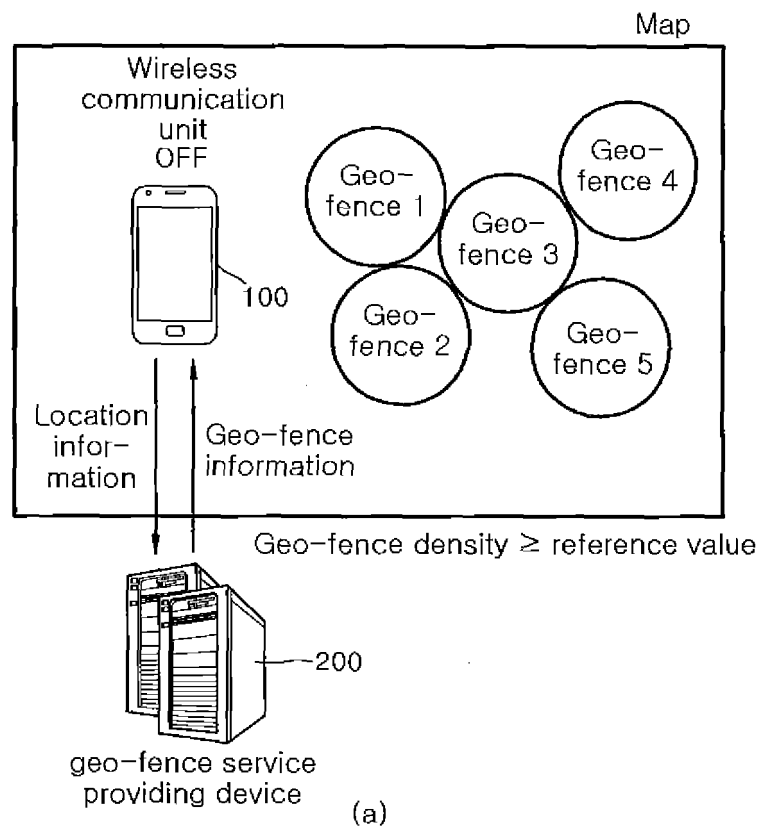 Map
Wireless
communication
unit
OFF
100
Geo-
fence 1
Geo-
fence 2
Geo-
fence 3
Geo-
fence 4
Geo-
fence 5
Location
infor-
mation
Geo-fence
information
Geo-fence density ≥ reference value
200
geo-fence service
providing device
(a)